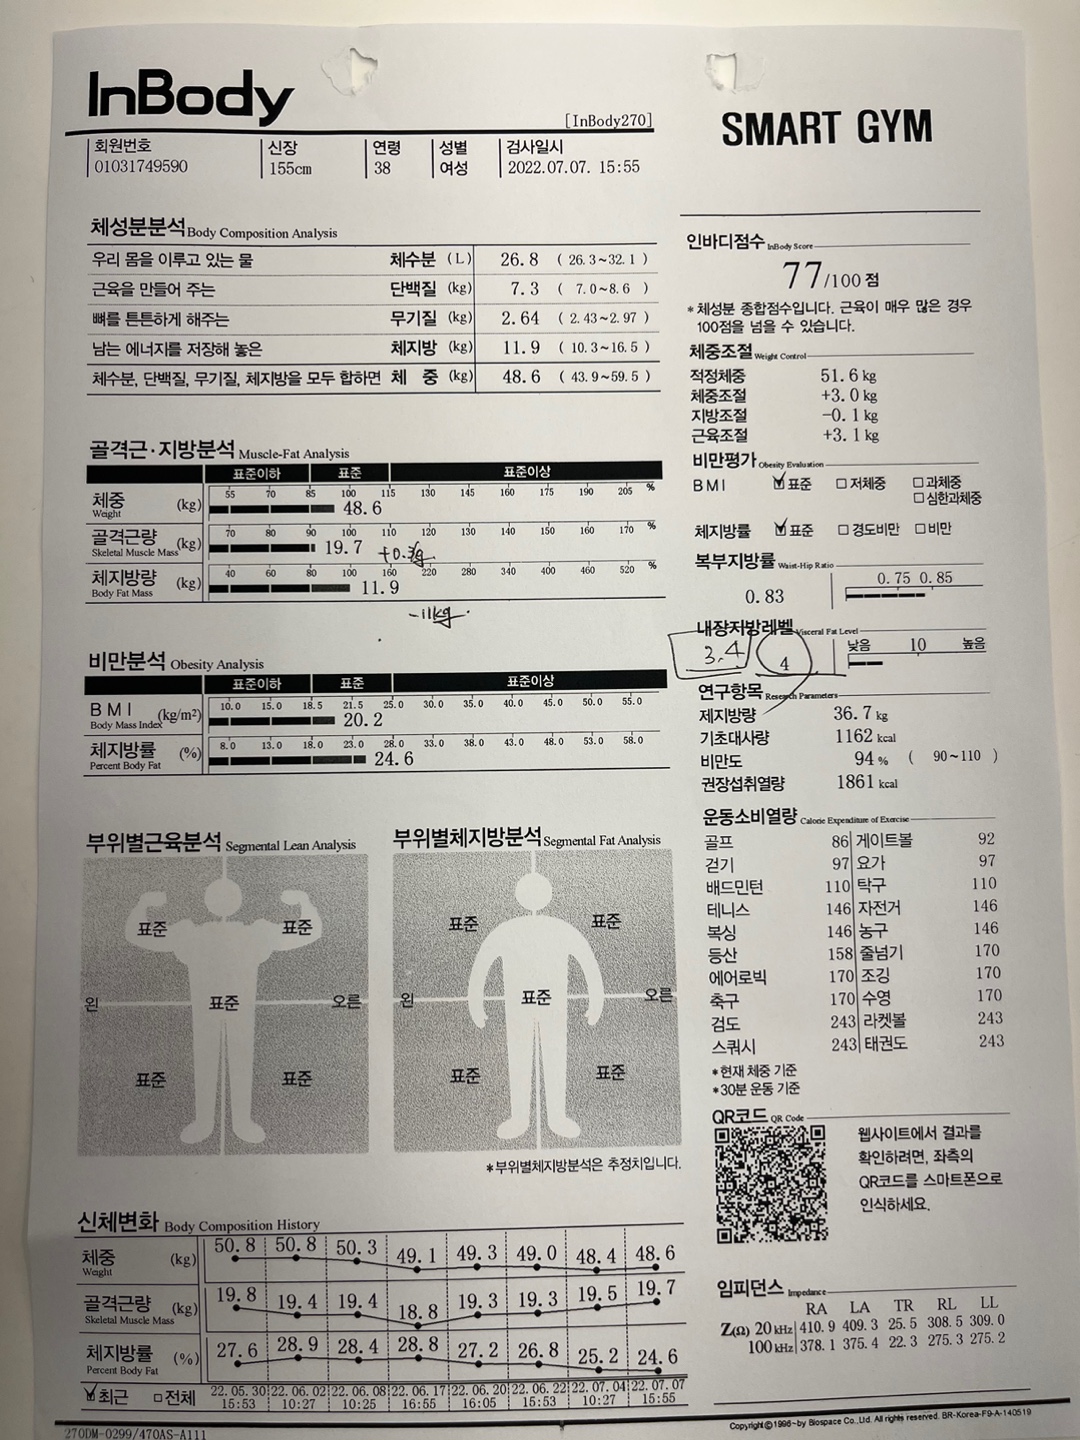 InBody
[InBody270]
SMART GYM
회원번호 신장 연령 성별 검사일시
01031749590 155cm 38 여성 2022.07.07. 15:55
체성분분석 Body Composition Analysis
우리 몸을 이루고 있는 물 체수분 (L) 26.8 ( 26.3~32.1 )
근육을 만들어 주는 단백질 (kg) 7.3 ( 7.0~8.6 )
뼈를 튼튼하게 해주는 무기질 (kg) 2.64 ( 2.43~2.97 )
남는 에너지를 저장해 놓은 체지방 (kg) 11.9 ( 10.3~16.5 )
체수분, 단백질, 무기질, 체지방을 모두 합하면 체 중 (kg) 48.6 ( 43.9~59.5 )
골격근·지방분석 Muscle-Fat Analysis
표준이하 표준 표준이상
체중 Weight (kg) 55 70 85 100 115 130 145 160 175 190 205 %
48.6
골격근량 Skeletal Muscle Mass (kg) 70 80 90 100 110 120 130 140 150 160 170 %
19.7 +0.3kg
체지방량 Body Fat Mass (kg) 40 60 80 100 160 220 280 340 400 460 520 %
11.9
-11kg
비만분석 Obesity Analysis
표준이하 표준 표준이상
BMI Body Mass Index (kg/m²) 10.0 15.0 18.5 21.5 25.0 30.0 35.0 40.0 45.0 50.0 55.0
20.2
체지방률 Percent Body Fat (%) 8.0 13.0 18.0 23.0 28.0 33.0 38.0 43.0 48.0 53.0 58.0
24.6
부위별근육분석 Segmental Lean Analysis
표준 표준
왼 표준 오른
표준 표준
부위별체지방분석 Segmental Fat Analysis
표준 표준
왼 표준 오른
표준 표준
*부위별체지방분석은 추정치입니다.
신체변화 Body Composition History
체중 Weight (kg) 50.8 50.8 50.3 49.1 49.3 49.0 48.4 48.6
골격근량 Skeletal Muscle Mass (kg) 19.8 19.4 19.4 18.8 19.3 19.3 19.5 19.7
체지방률 Percent Body Fat (%) 27.6 28.9 28.4 28.8 27.2 26.8 25.2 24.6
최근 전체 22.05.30 22.06.02 22.06.08 22.06.17 22.06.20 22.06.22 22.07.04 22.07.07
15:53 10:27 10:25 16:55 16:05 15:53 10:27 15:55
270DM-0299/470AS-A111
인바디점수 InBody Score
77/100 점
*체성분 종합점수입니다. 근육이 매우 많은 경우
100점을 넘을 수 있습니다.
체중조절 Weight Control
적정체중 51.6 kg
체중조절 +3.0 kg
지방조절 -0.1 kg
근육조절 +3.1 kg
비만평가 Obesity Evaluation
BMI 표준 저체중 과체중
심한과체중
체지방률 표준 경도비만 비만
복부지방률 Waist-Hip Ratio
0.75 0.85
0.83
내장지방레벨 Visceral Fat Level
낮음 10 높음
3.4 4
연구항목 Research Parameters
제지방량 36.7 kg
기초대사량 1162 kcal
비만도 94 % ( 90~110 )
권장섭취열량 1861 kcal
운동소비열량 Calorie Expenditure of Exercise
골프 86 게이트볼 92
걷기 97 요가 97
배드민턴 110 탁구 110
테니스 146 자전거 146
복싱 146 농구 146
등산 158 줄넘기 170
에어로빅 170 조깅 170
축구 170 수영 170
검도 243 라켓볼 243
스쿼시 243 태권도 243
*현재 체중 기준
*30분 운동 기준
QR코드 QR Code
웹사이트에서 결과를
확인하려면, 좌측의
QR코드를 스마트폰으로
인식하세요.
임피던스 Impedance
RA LA TR RL LL
Z(Ω) 20 kHz 410.9 409.3 25.5 308.5 309.0
100 kHz 378.1 375.4 22.3 275.3 275.2
Copyright©1996~by Biospace Co.,Ltd. All rights reserved. BR-Korea-F9-A-140519